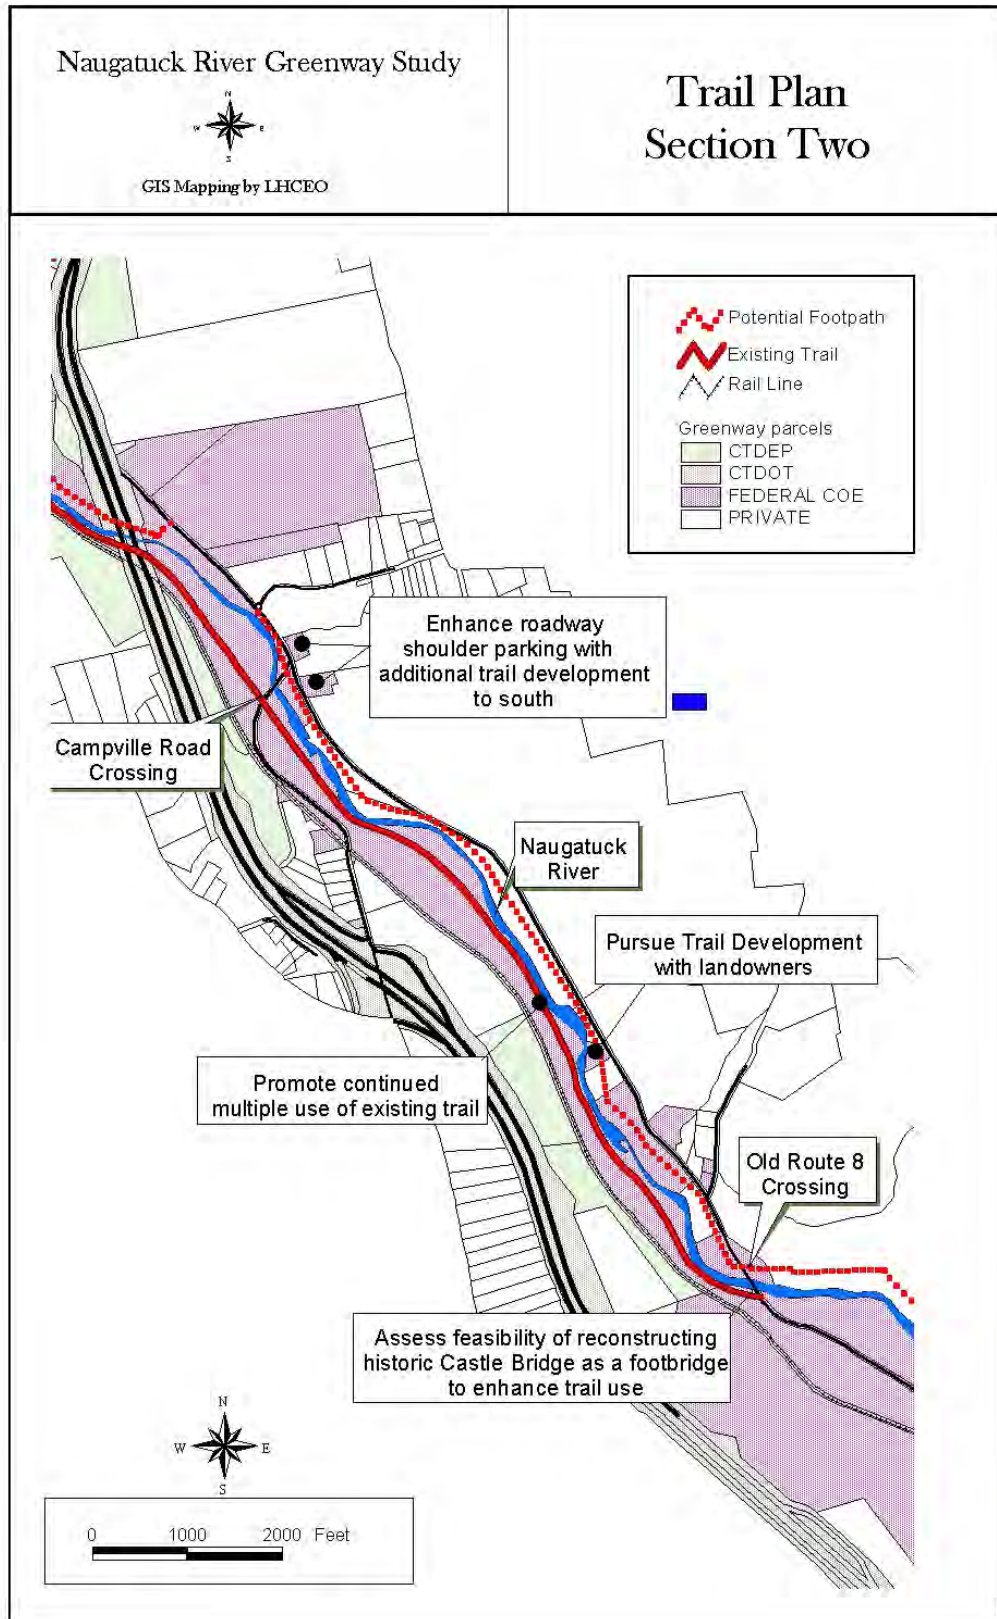 Naugatuck River Greenway Study
N
W E
S
GIS Mapping by LHCEO
Trail Plan
Section Two
Potential Footpath
Existing Trail
Rail Line
Greenway parcels
CTDEP
CTDOT
FEDERAL COE
PRIVATE
Enhance roadway
shoulder parking with
additional trail development
to south
Campville Road
Crossing
Naugatuck
River
Pursue Trail Development
with landowners
Promote continued
multiple use of existing trail
Old Route 8
Crossing
Assess feasibility of reconstructing
historic Castle Bridge as a footbridge
to enhance trail use
N
W E
S
0 1000 2000 Feet